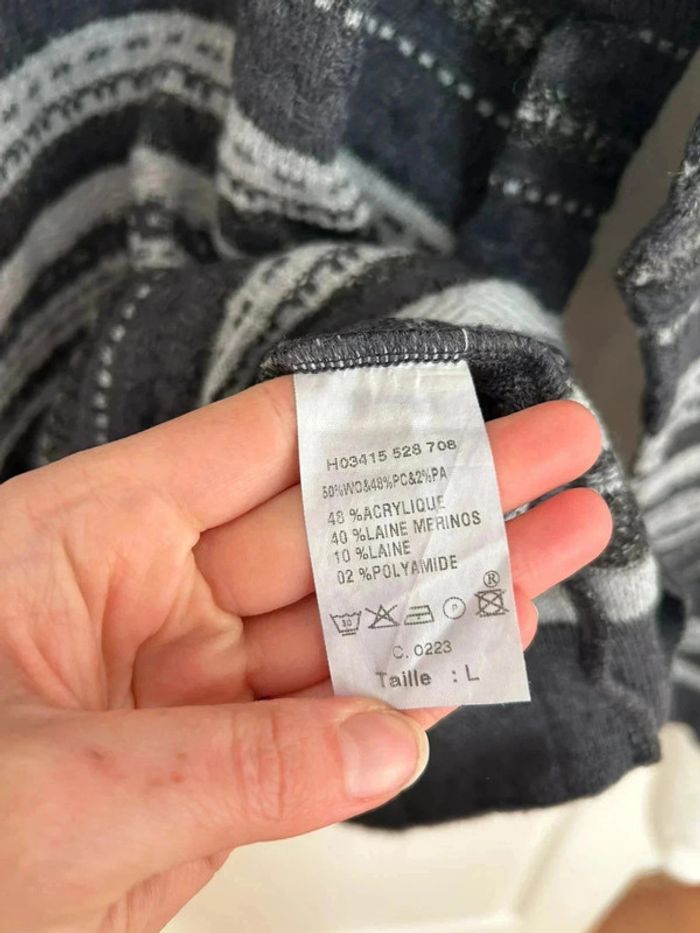 H03415 528 708
50%WO&48%PC&2%PA
48 %ACRYLIQUE
40 %LAINE MERINOS
10 %LAINE
02 %POLYAMIDE
®
30 P
C. 0223
Taille : L